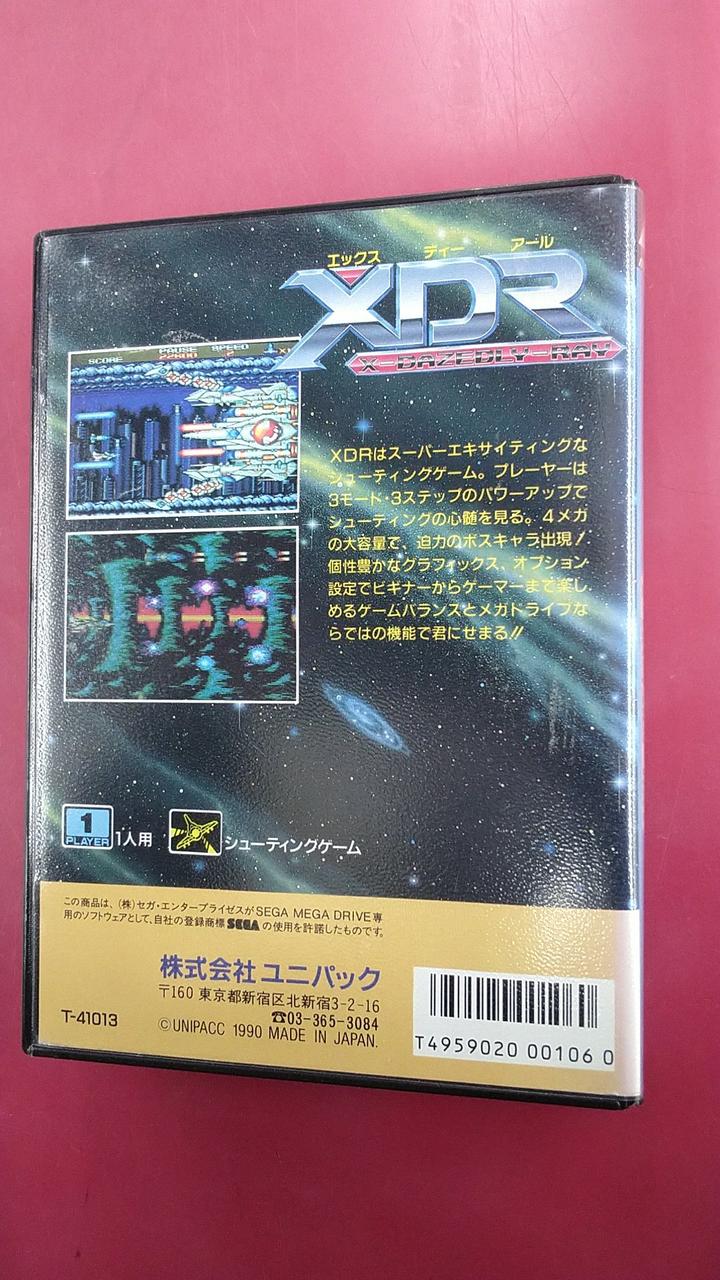 エックス ディー アール
XDR
X-DAZEDLY-RAY
SCORE PAUSE SPEED
22600 2
XDRはスーパーエキサイティングな
シューティングゲーム。プレーヤーは
3モード・3ステップのパワーアップで
シューティングの心髄を見る。4メガ
の大容量で、迫力のボスキャラ出現!
個性豊かなグラフィックス、オプション
設定でビギナーからゲーマーまで楽し
めるゲームバランスとメガドライブな
らではの機能で君にせまる!!
1
PLAYER
1人用
シューティングゲーム
この商品は、(株)セガ・エンタープライゼスがSEGA MEGA DRIVE専
用のソフトウェアとして、自社の登録商標 SEGA の使用を許諾したものです。
株式会社ユニパック
〒160 東京都新宿区北新宿3-2-16
☎03-365-3084
T-41013
©UNIPACC 1990 MADE IN JAPAN.
T4959020 00106 0